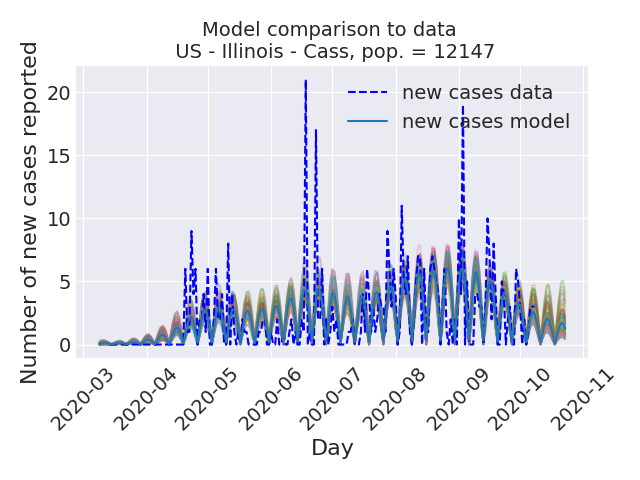 Model comparison to data
US - Illinois - Cass, pop. = 12147
new cases data
new cases model
Number of new cases reported
20
15
10
5
0
2020-03
2020-04
2020-05
2020-06
2020-07
2020-08
2020-09
2020-10
2020-11
Day